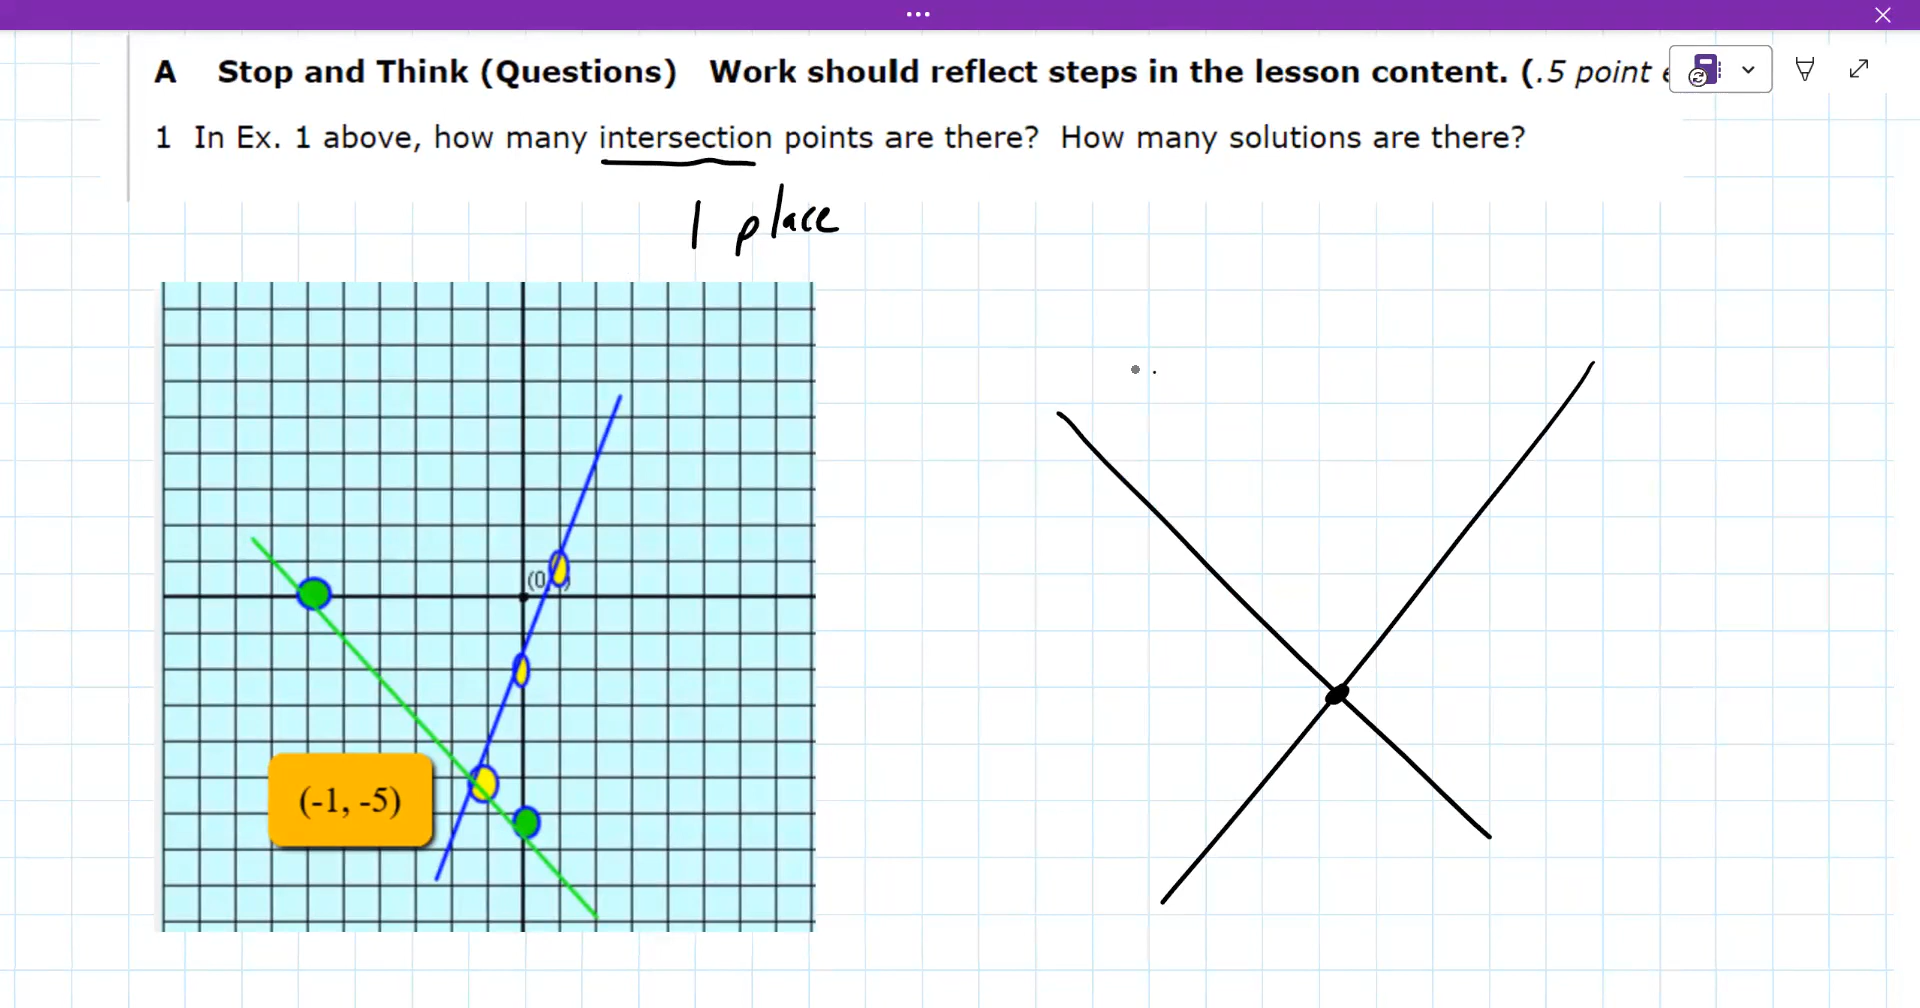 A Stop and Think (Questions) Work should reflect steps in the lesson content. (.5 point e
1 In Ex. 1 above, how many intersection points are there? How many solutions are there?
1 place
(0
)
(-1, -5)